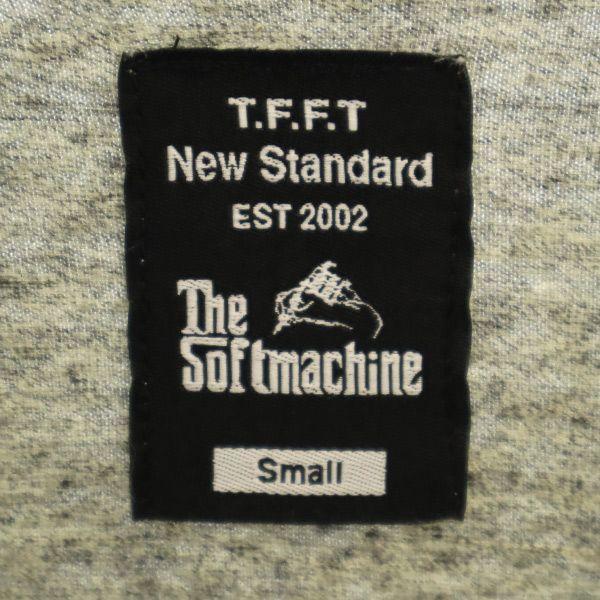 T.F.F.T
New Standard
EST 2002
The
Softmachine
Small